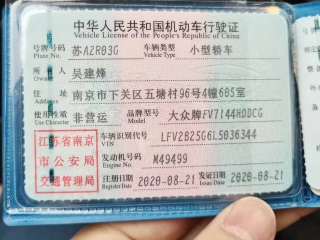 中华人民共和国机动车行驶证
Vehicle License of the People's Republic of China
号牌号码 苏A2R03G 车辆类型 小型轿车
Plate No. Vehicle Type
所有人 吴建烽
Owner
住址 南京市下关区五塘村96号4幢685室
Address
使用性质 非营运 品牌型号 大众牌FV7144HDDCG
Use Character Model
江苏省南京市公安局交通管理局
车辆识别代号 LFV2B25G6L5036344
VIN
发动机号码 M49499
Engine No.
注册日期 2020-08-21 发证日期 2020-08-21
Register Date Issue Date